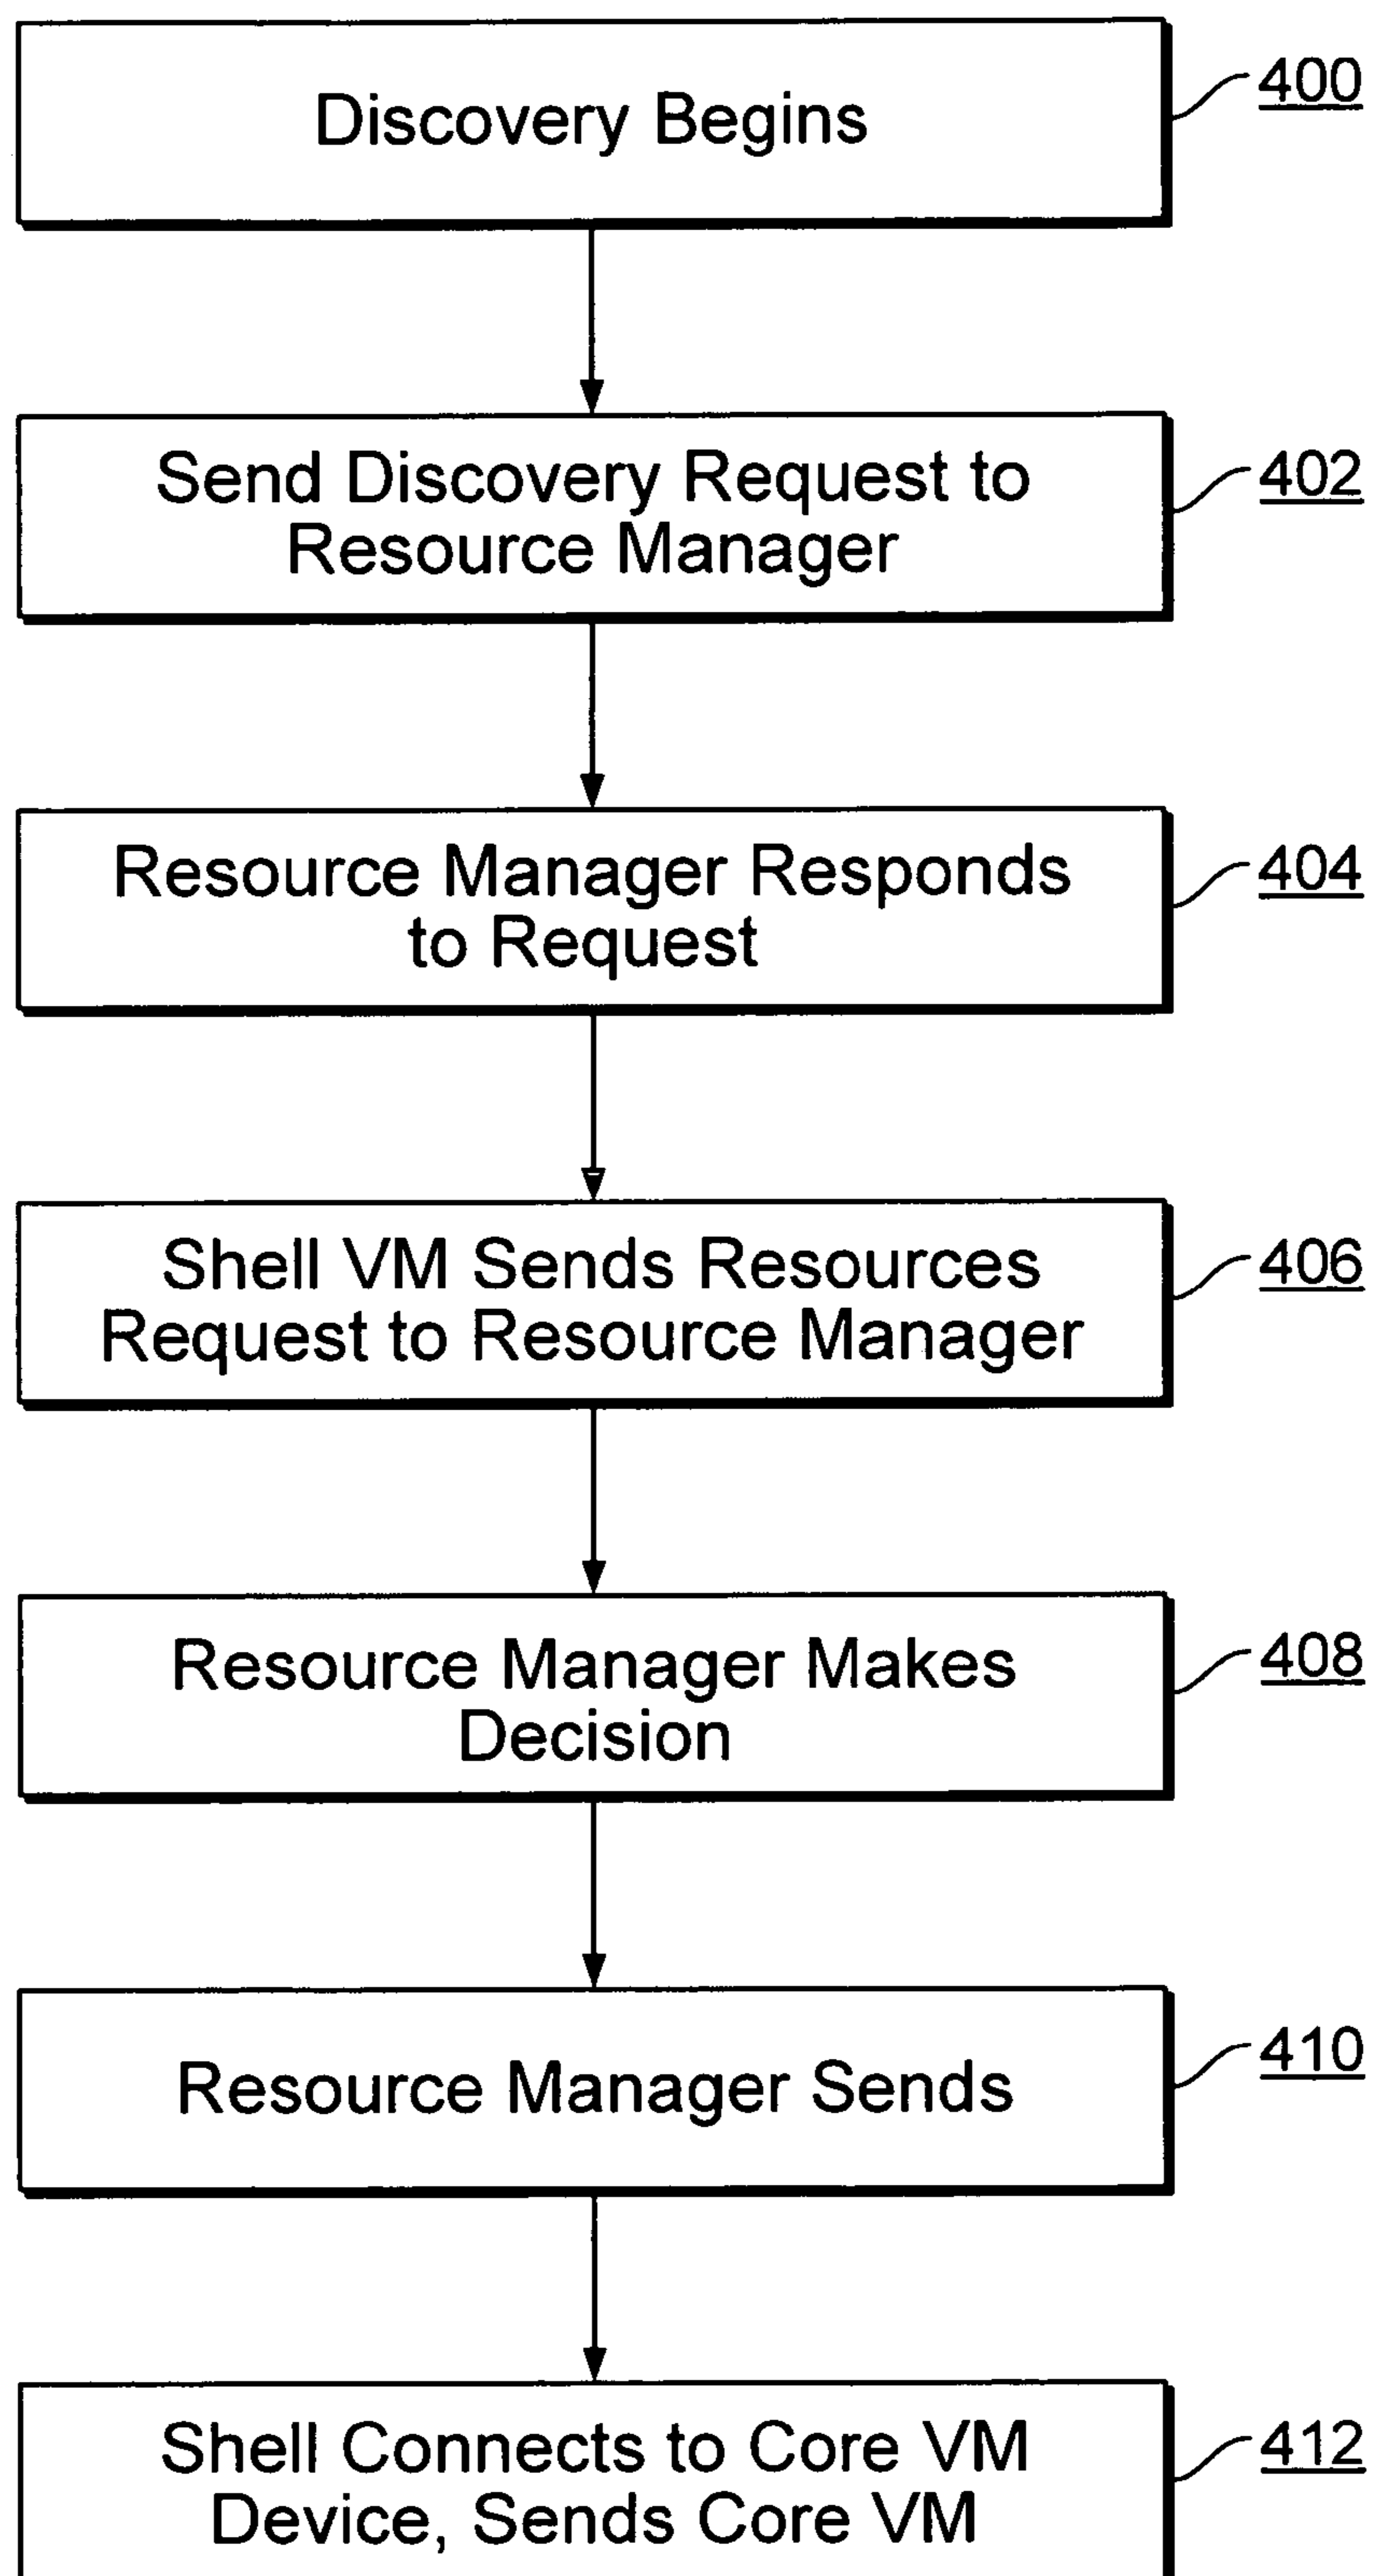 Discovery Begins
400
Send Discovery Request to
Resource Manager
402
Resource Manager Responds
to Request
404
Shell VM Sends Resources
Request to Resource Manager
406
Resource Manager Makes
Decision
408
Resource Manager Sends
410
Shell Connects to Core VM
Device, Sends Core VM
412